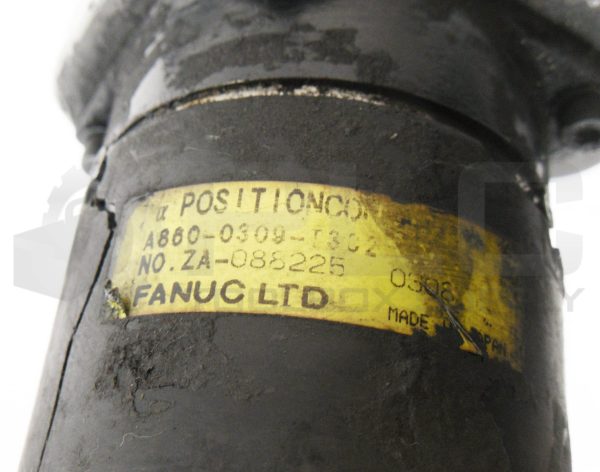 α POSITIONCO
A860-0309-T302
NO.ZA-088225 0308
FANUC LTD
MADE